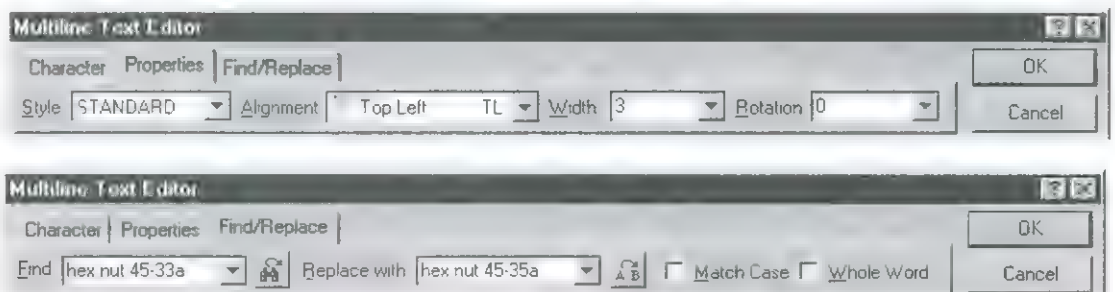 Multiline Text Editor
Character Properties Find/Replace OK
Style STANDARD Alignment Top Left TL Width 3 Rotation 0 Cancel
Multiline Text Editor
Character Properties Find/Replace OK
Find hex nut 45-33a Replace with hex nut 45-35a A B Match Case Whole Word Cancel